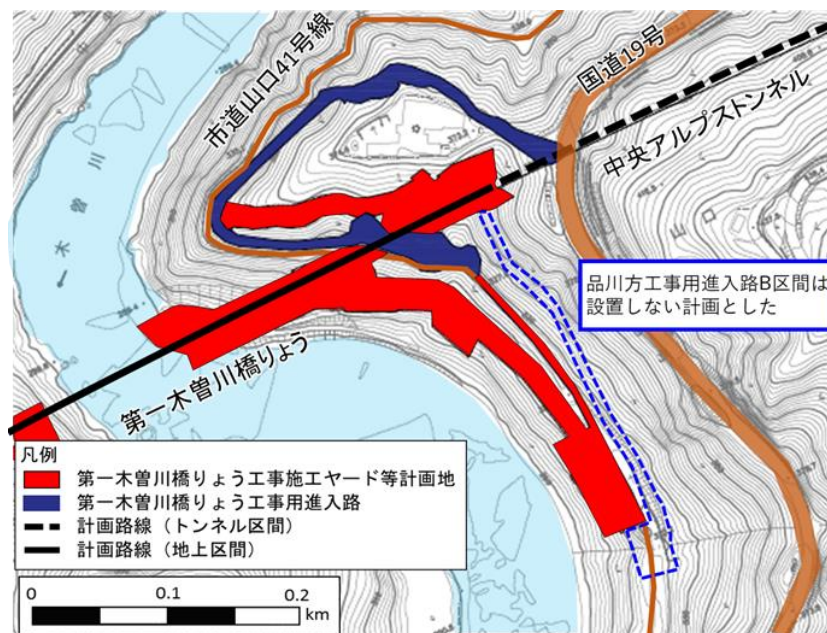 国道19号
市道山口41号線
中央アルプストンネル
木曽川
山口
品川方工事用進入路B区間は
設置しない計画とした
第一木曽川橋りょう
凡例
第一木曽川橋りょう工事施工ヤード等計画地
第一木曽川橋りょう工事用進入路
計画路線（トンネル区間）
計画路線（地上区間）
0 0.1 0.2
km